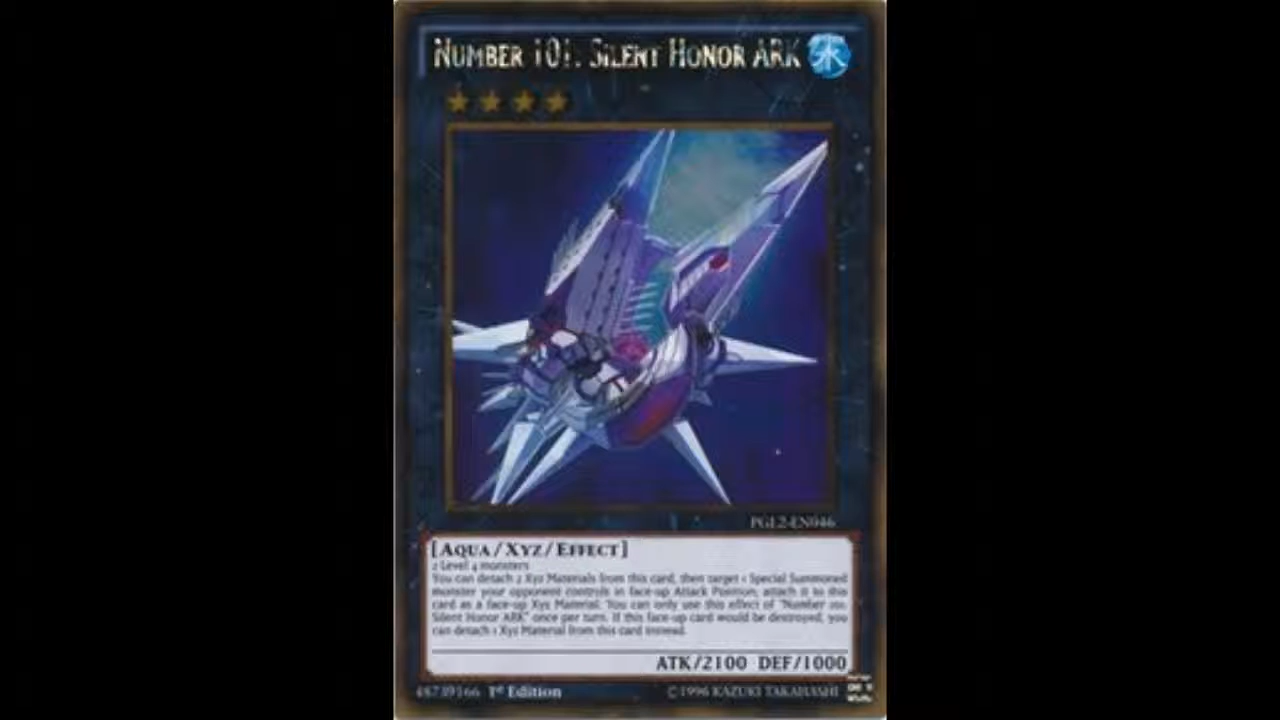 NUMBER 101: SILENT HONOR ARK 水
PGL2-EN046
[AQUA/XYZ/EFFECT]
2 Level 4 monsters
You can detach 2 Xyz Materials from this card, then target 1 Special Summoned
monster your opponent controls in face-up Attack Position; attach it to this
card as a face-up Xyz Material. You can only use this effect of "Number 101:
Silent Honor ARK" once per turn. If this face-up card would be destroyed, you
can detach 1 Xyz Material from this card instead.
ATK/2100 DEF/1000
48739166 1st Edition ©1996 KAZUKI TAKAHASHI